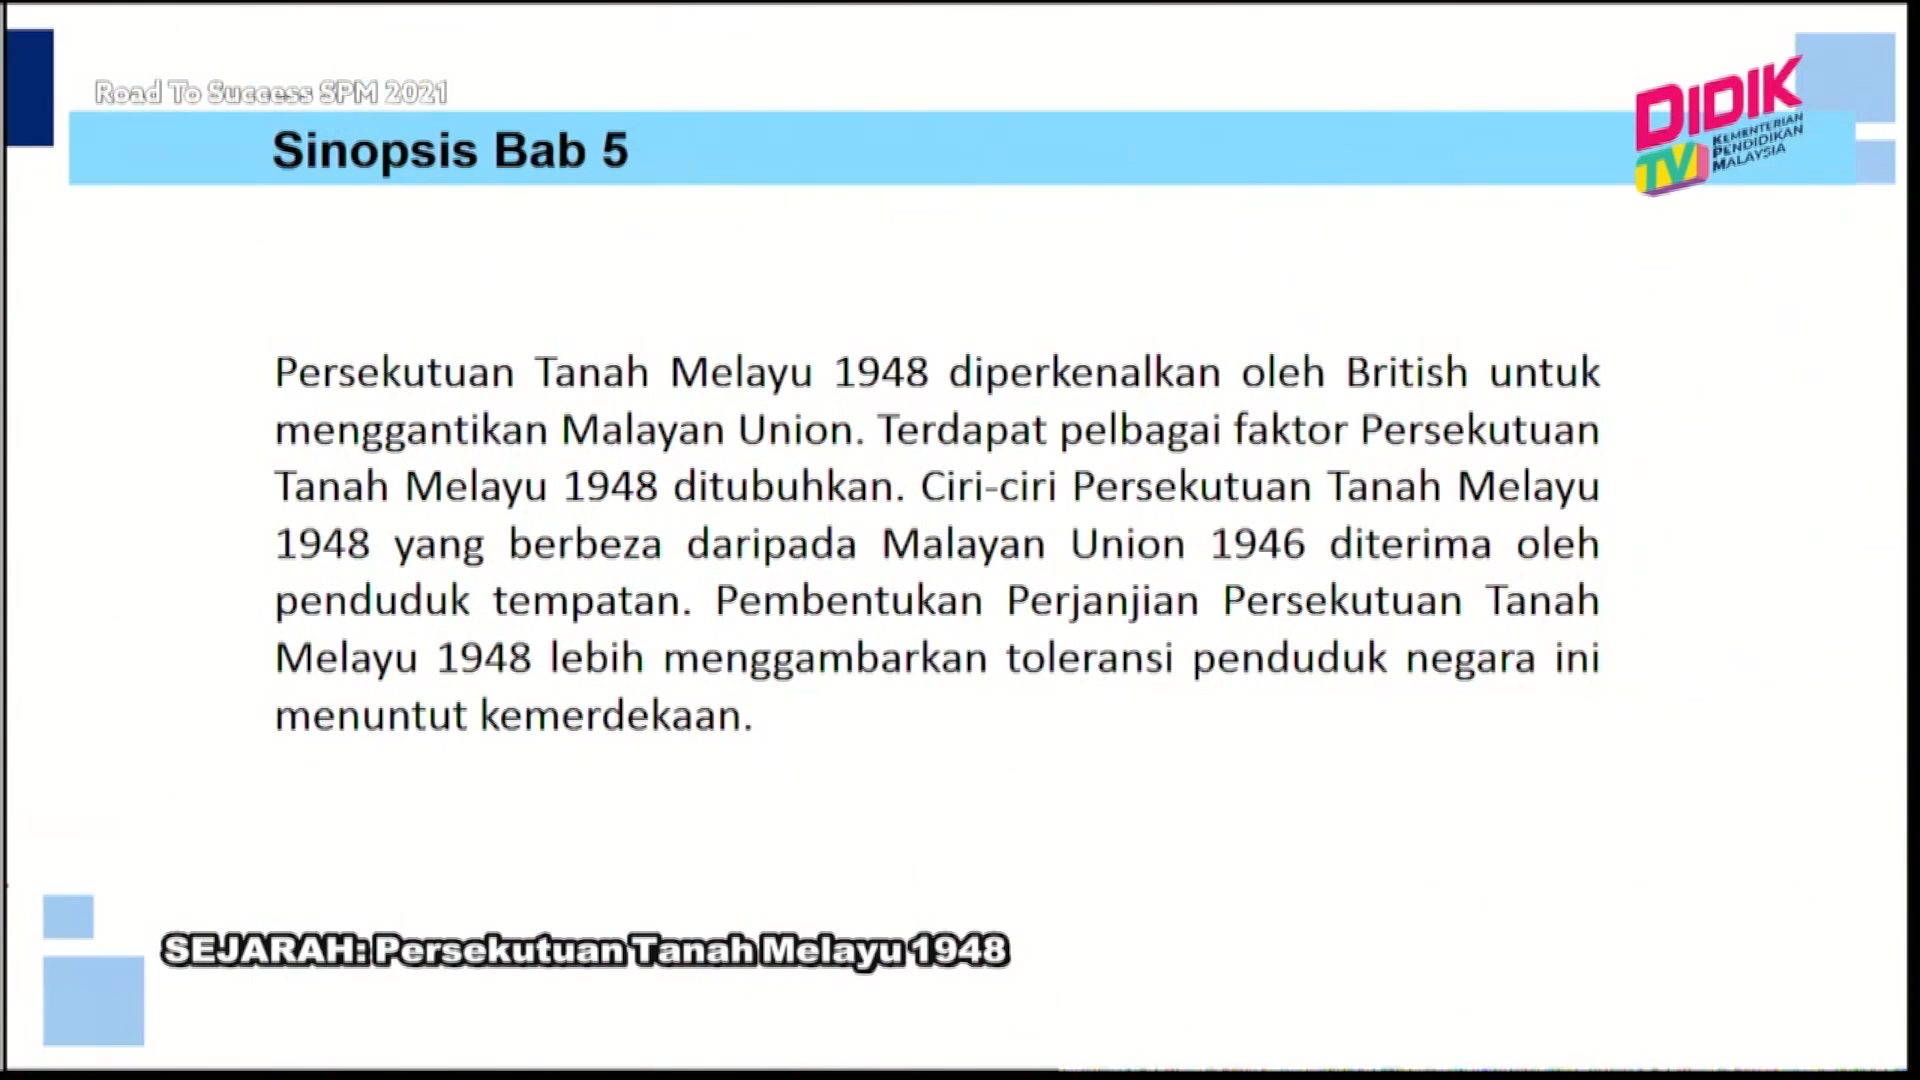 Road To Success SPM 2021
Sinopsis Bab 5
DIDIK
TV
KEMENTERIAN
PENDIDIKAN
MALAYSIA
Persekutuan Tanah Melayu 1948 diperkenalkan oleh British untuk
menggantikan Malayan Union. Terdapat pelbagai faktor Persekutuan
Tanah Melayu 1948 ditubuhkan. Ciri-ciri Persekutuan Tanah Melayu
1948 yang berbeza daripada Malayan Union 1946 diterima oleh
penduduk tempatan. Pembentukan Perjanjian Persekutuan Tanah
Melayu 1948 lebih menggambarkan toleransi penduduk negara ini
menuntut kemerdekaan.
SEJARAH: Persekutuan Tanah Melayu 1948